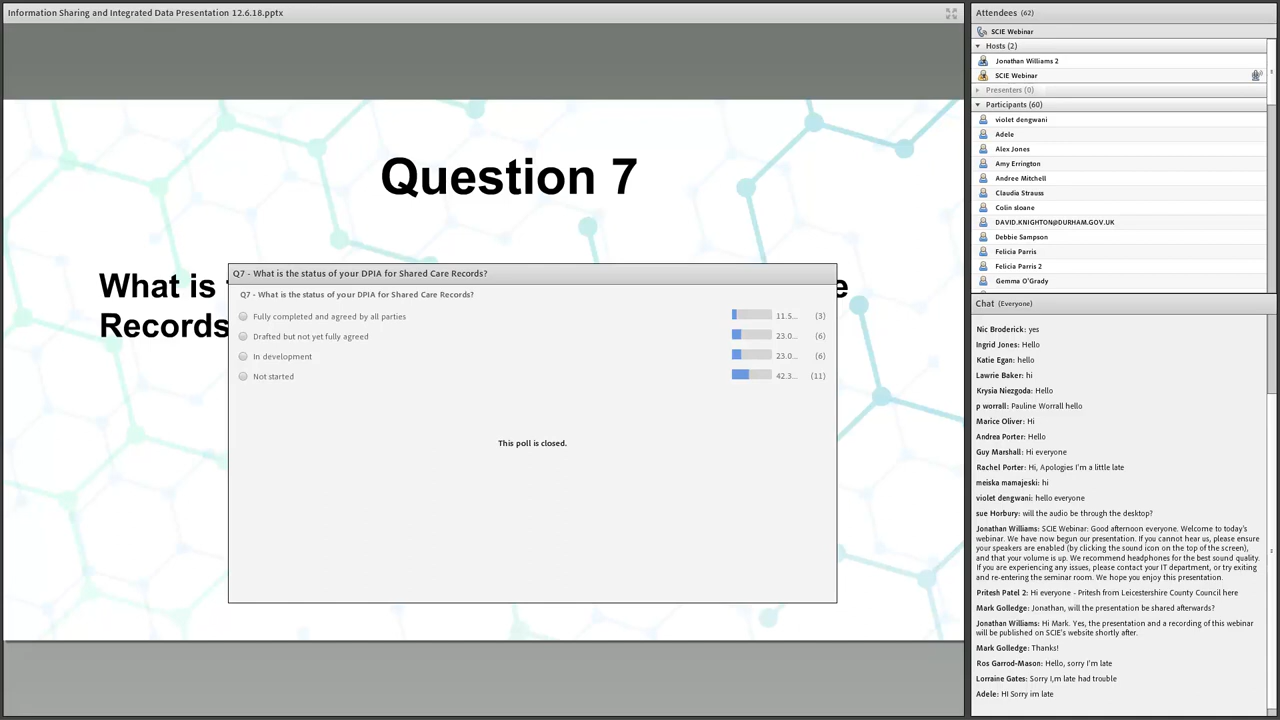 Information Sharing and Integrated Data Presentation 12.6.18.pptx
Question 7
What is
e
Records
Q7 - What is the status of your DPIA for Shared Care Records?
Q7 - What is the status of your DPIA for Shared Care Records?
Fully completed and agreed by all parties 11.5... (3)
Drafted but not yet fully agreed 23.0... (6)
In development 23.0... (6)
Not started 42.3... (11)
This poll is closed.
Attendees (62)
SCIE Webinar
Hosts (2)
Jonathan Williams 2
SCIE Webinar
Presenters (0)
Participants (60)
violet dengwani
Adele
Alex Jones
Amy Errington
Andree Mitchell
Claudia Strauss
Colin sloane
DAVID.KNIGHTON@DURHAM.GOV.UK
Debbie Sampson
Felicia Parris
Felicia Parris 2
Gemma O'Grady
Chat (Everyone)
Nic Broderick: yes
Ingrid Jones: Hello
Katie Egan: hello
Lawrie Baker: hi
Krysia Niezgoda: Hello
p worrall: Pauline Worrall hello
Marice Oliver: Hi
Andrea Porter: Hello
Guy Marshall: Hi everyone
Rachel Porter: Hi, Apologies I'm a little late
meiska mamajeski: hi
violet dengwani: hello everyone
sue Horbury: will the audio be through the desktop?
Jonathan Williams: SCIE Webinar: Good afternoon everyone. Welcome to today's
webinar. We have now begun our presentation. If you cannot hear us, please ensure
your speakers are enabled (by clicking the sound icon on the top of the screen),
and that your volume is up. We recommend headphones for the best sound quality.
If you are experiencing any issues, please contact your IT department, or try exiting
and re-entering the seminar room. We hope you enjoy this presentation.
Pritesh Patel 2: Hi everyone - Pritesh from Leicestershire County Council here
Mark Golledge: Jonathan, will the presentation be shared afterwards?
Jonathan Williams: Hi Mark. Yes, the presentation and a recording of this webinar
will be published on SCIE's website shortly after.
Mark Golledge: Thanks!
Ros Garrod-Mason: Hello, sorry I'm late
Lorraine Gates: Sorry I,m late had trouble
Adele: HI Sorry im late